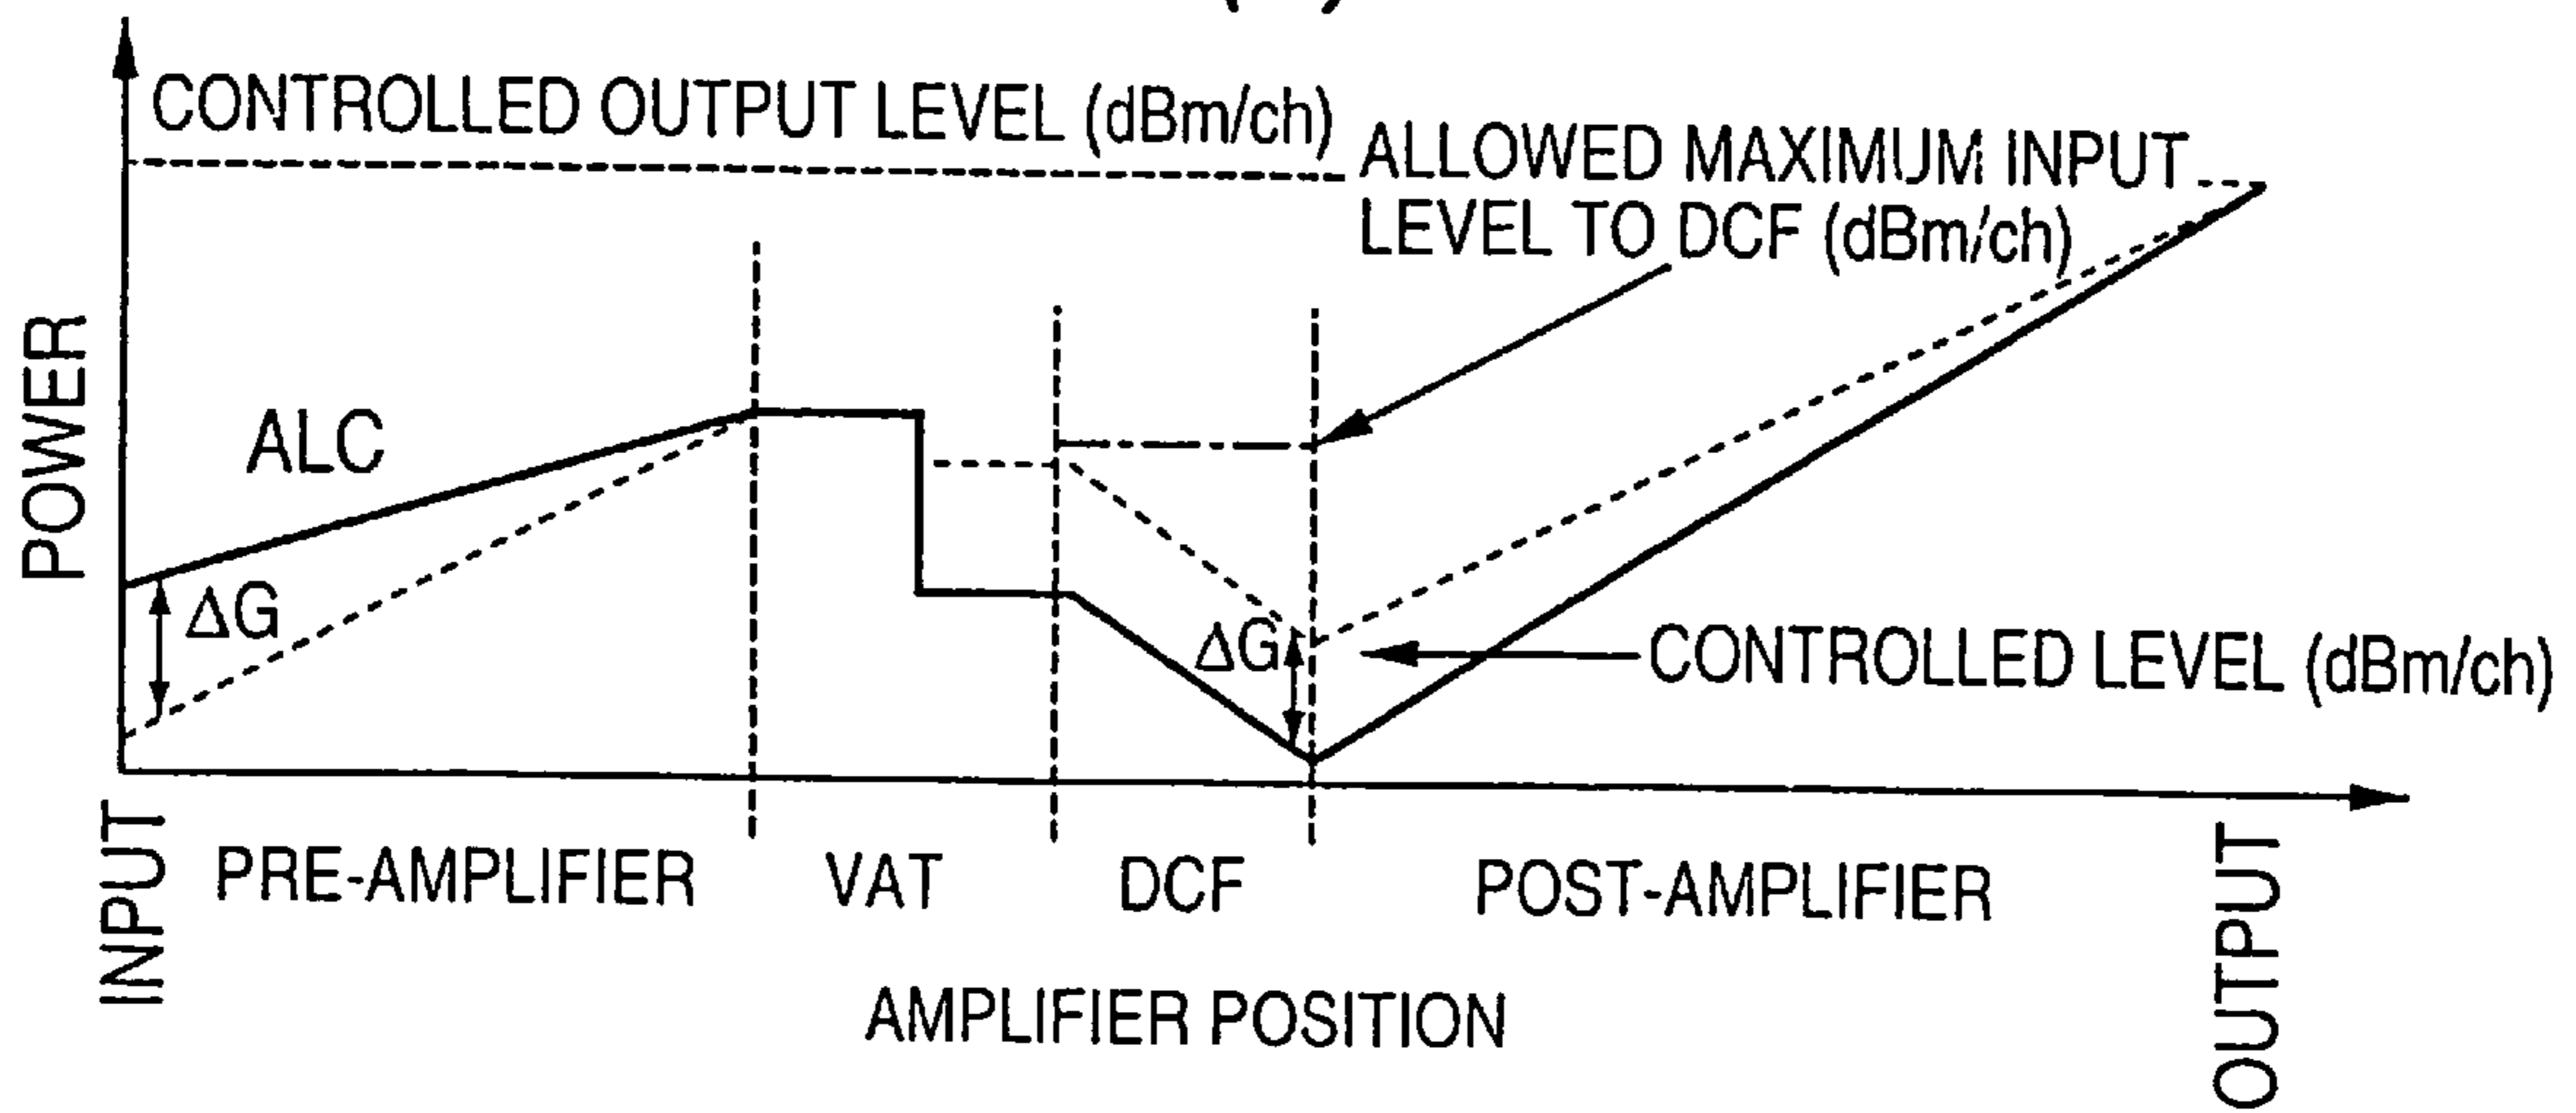 CONTROLLED OUTPUT LEVEL (dBm/ch)
ALLOWED MAXIMUM INPUT
LEVEL TO DCF (dBm/ch)
POWER
ALC
ΔG
ΔG
CONTROLLED LEVEL (dBm/ch)
INPUT
PRE-AMPLIFIER
VAT
DCF
POST-AMPLIFIER
OUTPUT
AMPLIFIER POSITION